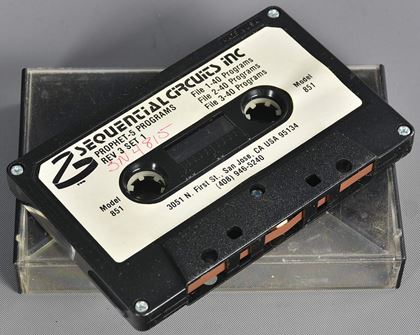 SEQUENTIAL CIRCUITS INC
PROPHET-5 PROGRAMS
REV 3 SET 1
SN 4815
File 1-40 Programs
File 2-40 Programs
File 3-40 Programs
Model
851
Model
851
3051 N. First St., San Jose, CA USA 95134
(408) 946-5240